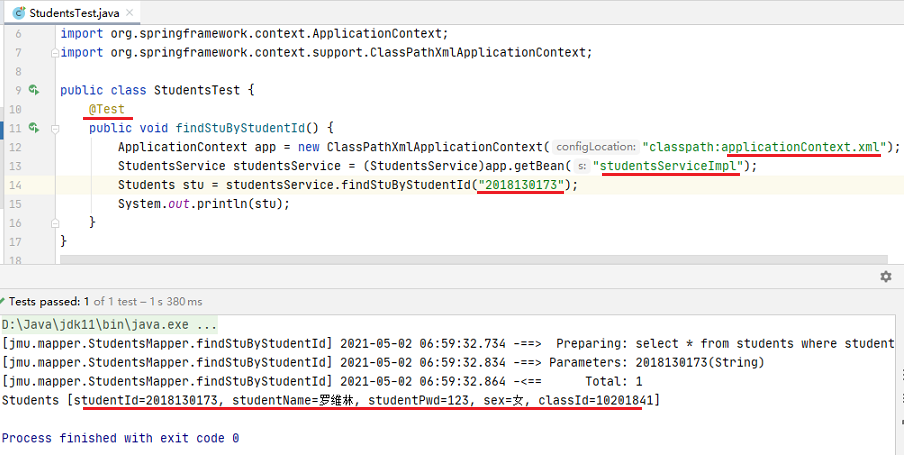 StudentsTest.java ×
6 import org.springframework.context.ApplicationContext;
7 import org.springframework.context.support.ClassPathXmlApplicationContext;
8
9 public class StudentsTest {
10 @Test
11 public void findStuByStudentId() {
12 ApplicationContext app = new ClassPathXmlApplicationContext( configLocation: "classpath:applicationContext.xml");
13 StudentsService studentsService = (StudentsService)app.getBean( s: "studentsServiceImpl");
14 Students stu = studentsService.findStuByStudentId("2018130173");
15 System.out.println(stu);
16 }
17 }
18
Tests passed: 1 of 1 test – 1 s 380 ms
D:\Java\jdk11\bin\java.exe ...
[jmu.mapper.StudentsMapper.findStuByStudentId] 2021-05-02 06:59:32.734 -==>  Preparing: select * from students where student
[jmu.mapper.StudentsMapper.findStuByStudentId] 2021-05-02 06:59:32.834 -==> Parameters: 2018130173(String)
[jmu.mapper.StudentsMapper.findStuByStudentId] 2021-05-02 06:59:32.864 -<==      Total: 1
Students [studentId=2018130173, studentName=罗维林, studentPwd=123, sex=女, classId=10201841]
Process finished with exit code 0